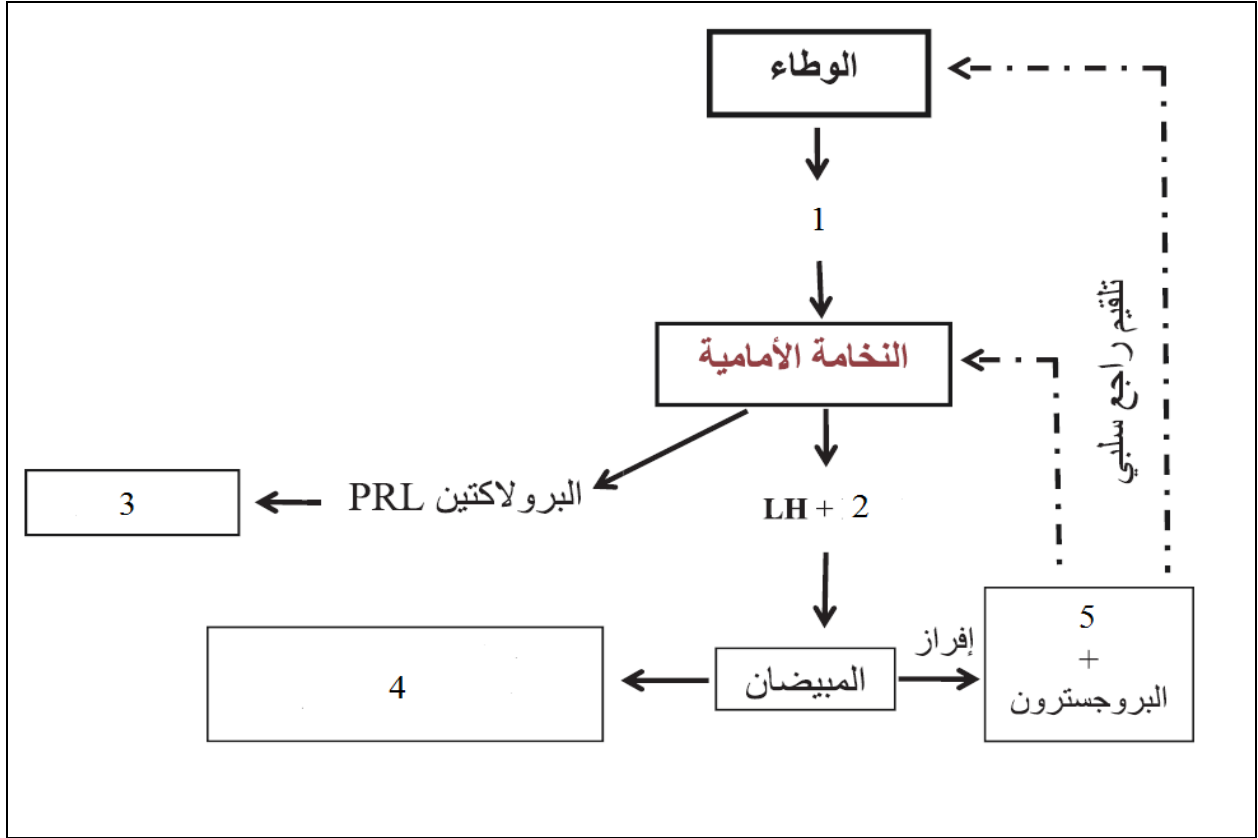 الوطاء
1
النخامة الأمامية
تلقيم راجع سلبي
3
البرولاكتين PRL
LH + 2
5
+
البروجسترون
إفراز
المبيضان
4